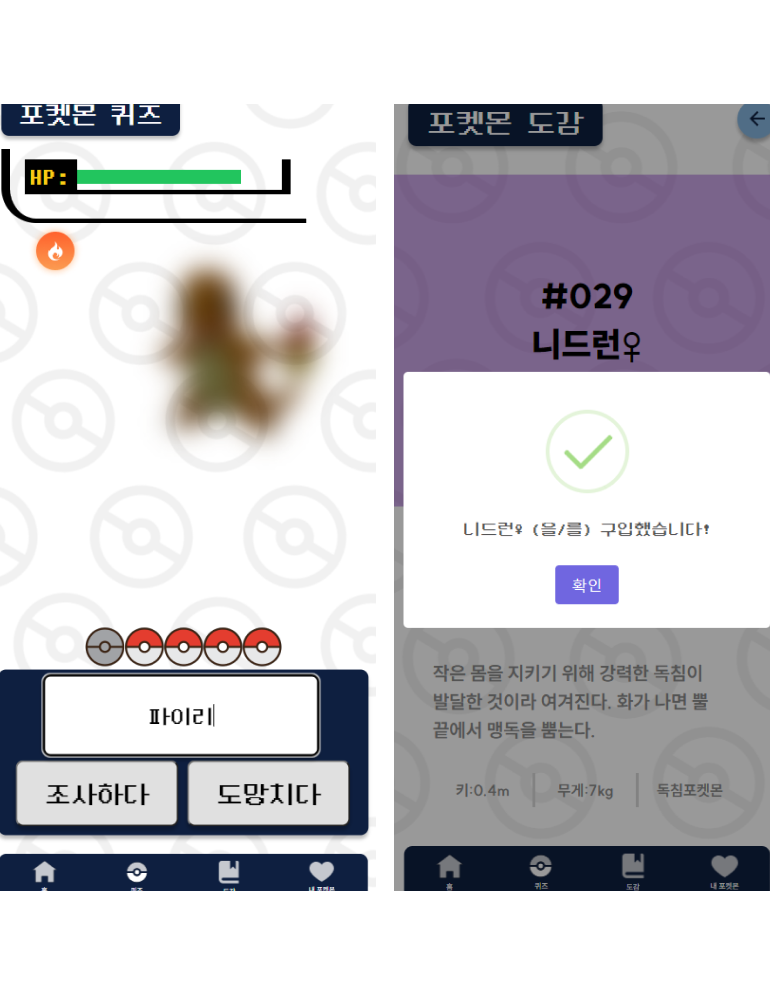 포켓몬 퀴즈
HP:
파이리
조사하다
도망치다
홈
퀴즈
도감
내 포켓몬
포켓몬 도감
#029
니드런♀
니드런♀ (을/를) 구입했습니다!
확인
작은 몸을 지키기 위해 강력한 독침이
발달한 것이라 여겨진다. 화가 나면 뿔
끝에서 맹독을 뿜는다.
키:0.4m
무게:7kg
독침포켓몬
홈
퀴즈
도감
내 포켓몬